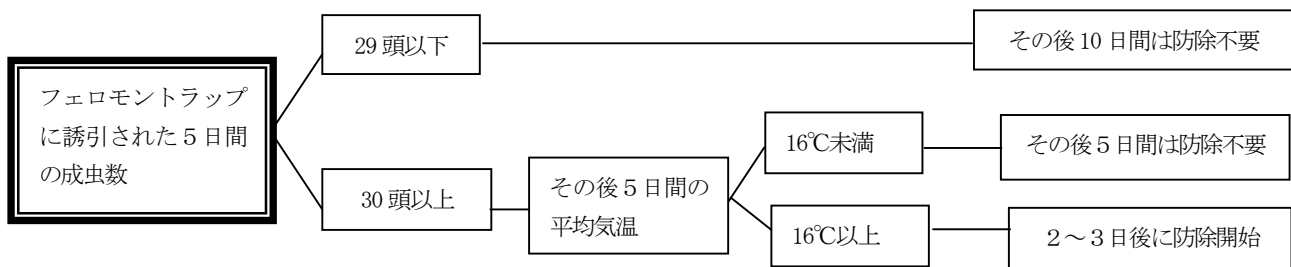 フェロモントラップ
に誘引された５日間
の成虫数
29 頭以下
その後 10 日間は防除不要
30 頭以上
その後５日間の
平均気温
16℃未満
その後５日間は防除不要
16℃以上
２～３日後に防除開始